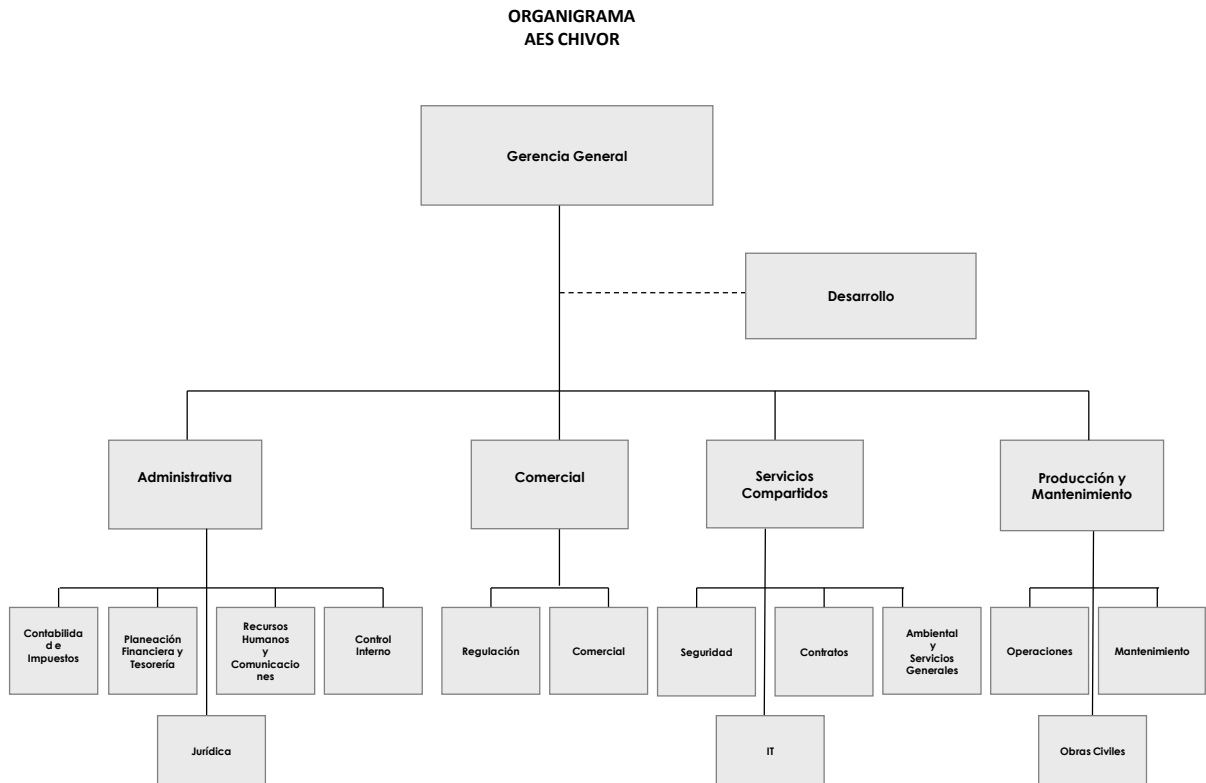 ORGANIGRAMA
AES CHIVOR
Gerencia General
Desarrollo
Administrativa
Comercial
Servicios
Compartidos
Producción y
Mantenimiento
Contabilida
d e
Impuestos
Planeación
Financiera y
Tesorería
Recursos
Humanos
y
Comunicacio
nes
Control
Interno
Regulación
Comercial
Seguridad
Contratos
Ambiental
y
Servicios
Generales
Operaciones
Mantenimiento
Jurídica
IT
Obras Civiles